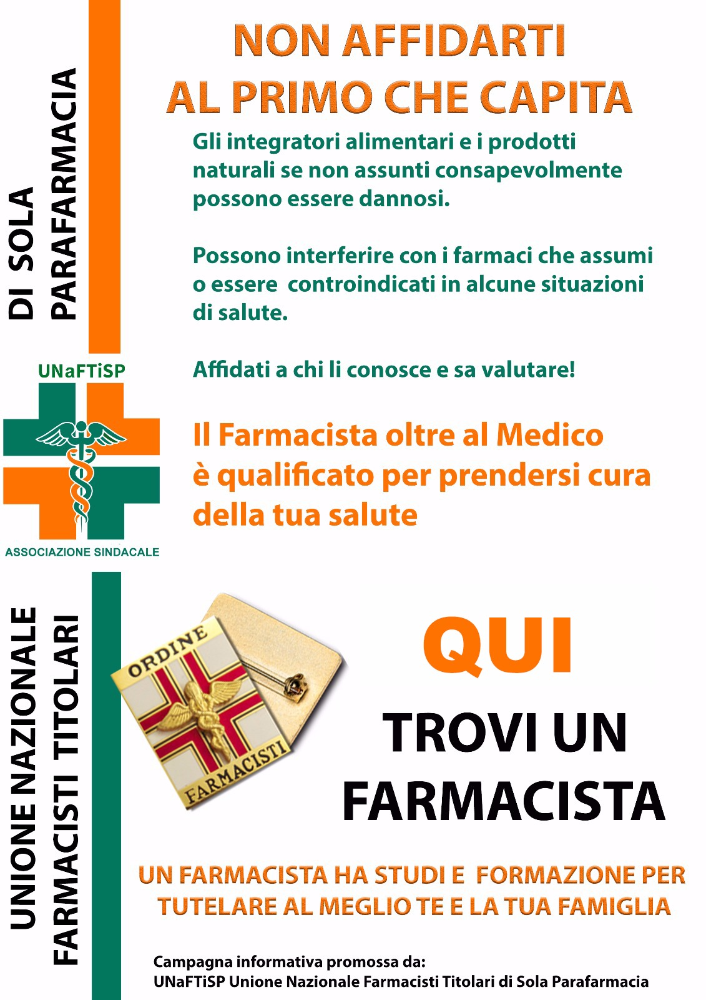 NON AFFIDARTI
AL PRIMO CHE CAPITA
Gli integratori alimentari e i prodotti
naturali se non assunti consapevolmente
possono essere dannosi.
Possono interferire con i farmaci che assumi
o essere controindicati in alcune situazioni
di salute.
Affidati a chi li conosce e sa valutare!
Il Farmacista oltre al Medico
è qualificato per prendersi cura
della tua salute
UNIONE NAZIONALE
FARMACISTI TITOLARI
DI SOLA
PARAFARMACIA
UNaFTiSP
ASSOCIAZIONE SINDACALE
ORDINE
FARMACISTI
QUI
TROVI UN
FARMACISTA
UN FARMACISTA HA STUDI E FORMAZIONE PER
TUTELARE AL MEGLIO TE E LA TUA FAMIGLIA
Campagna informativa promossa da:
UNaFTiSP Unione Nazionale Farmacisti Titolari di Sola Parafarmacia